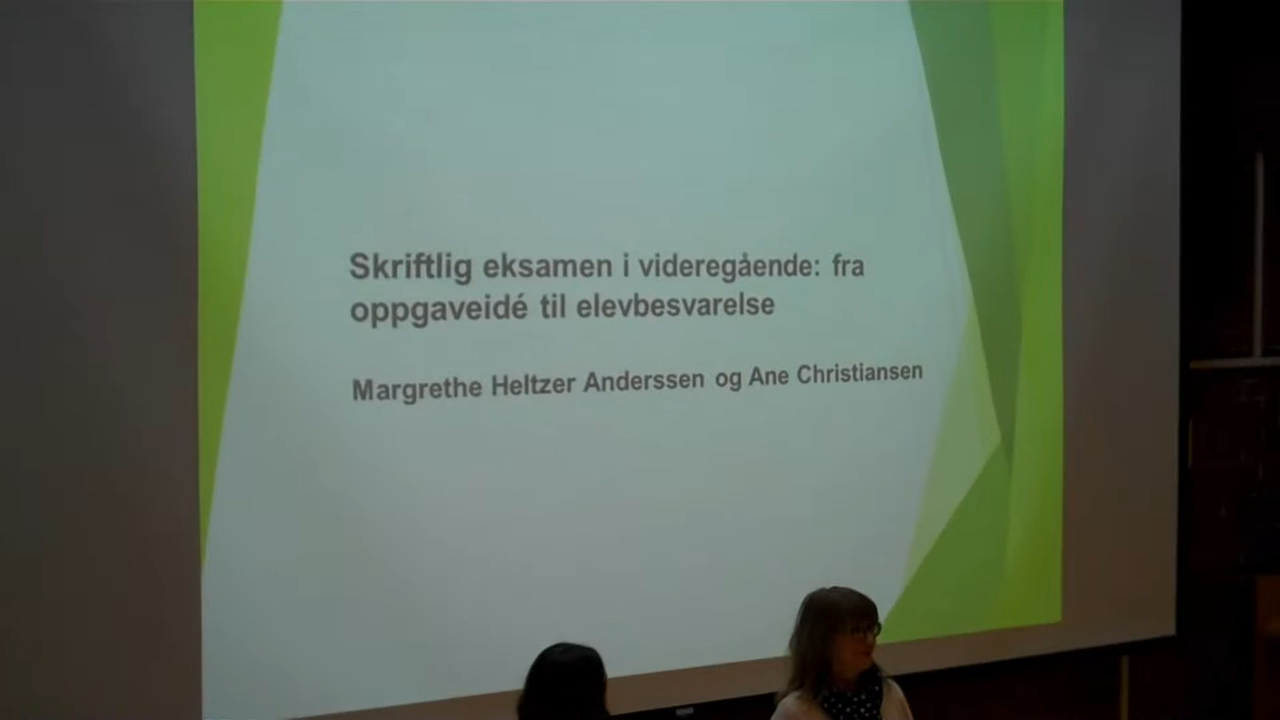 Skriftlig eksamen i videregående: fra
oppgaveidé til elevbesvarelse
Margrethe Heltzer Anderssen og Ane Christiansen